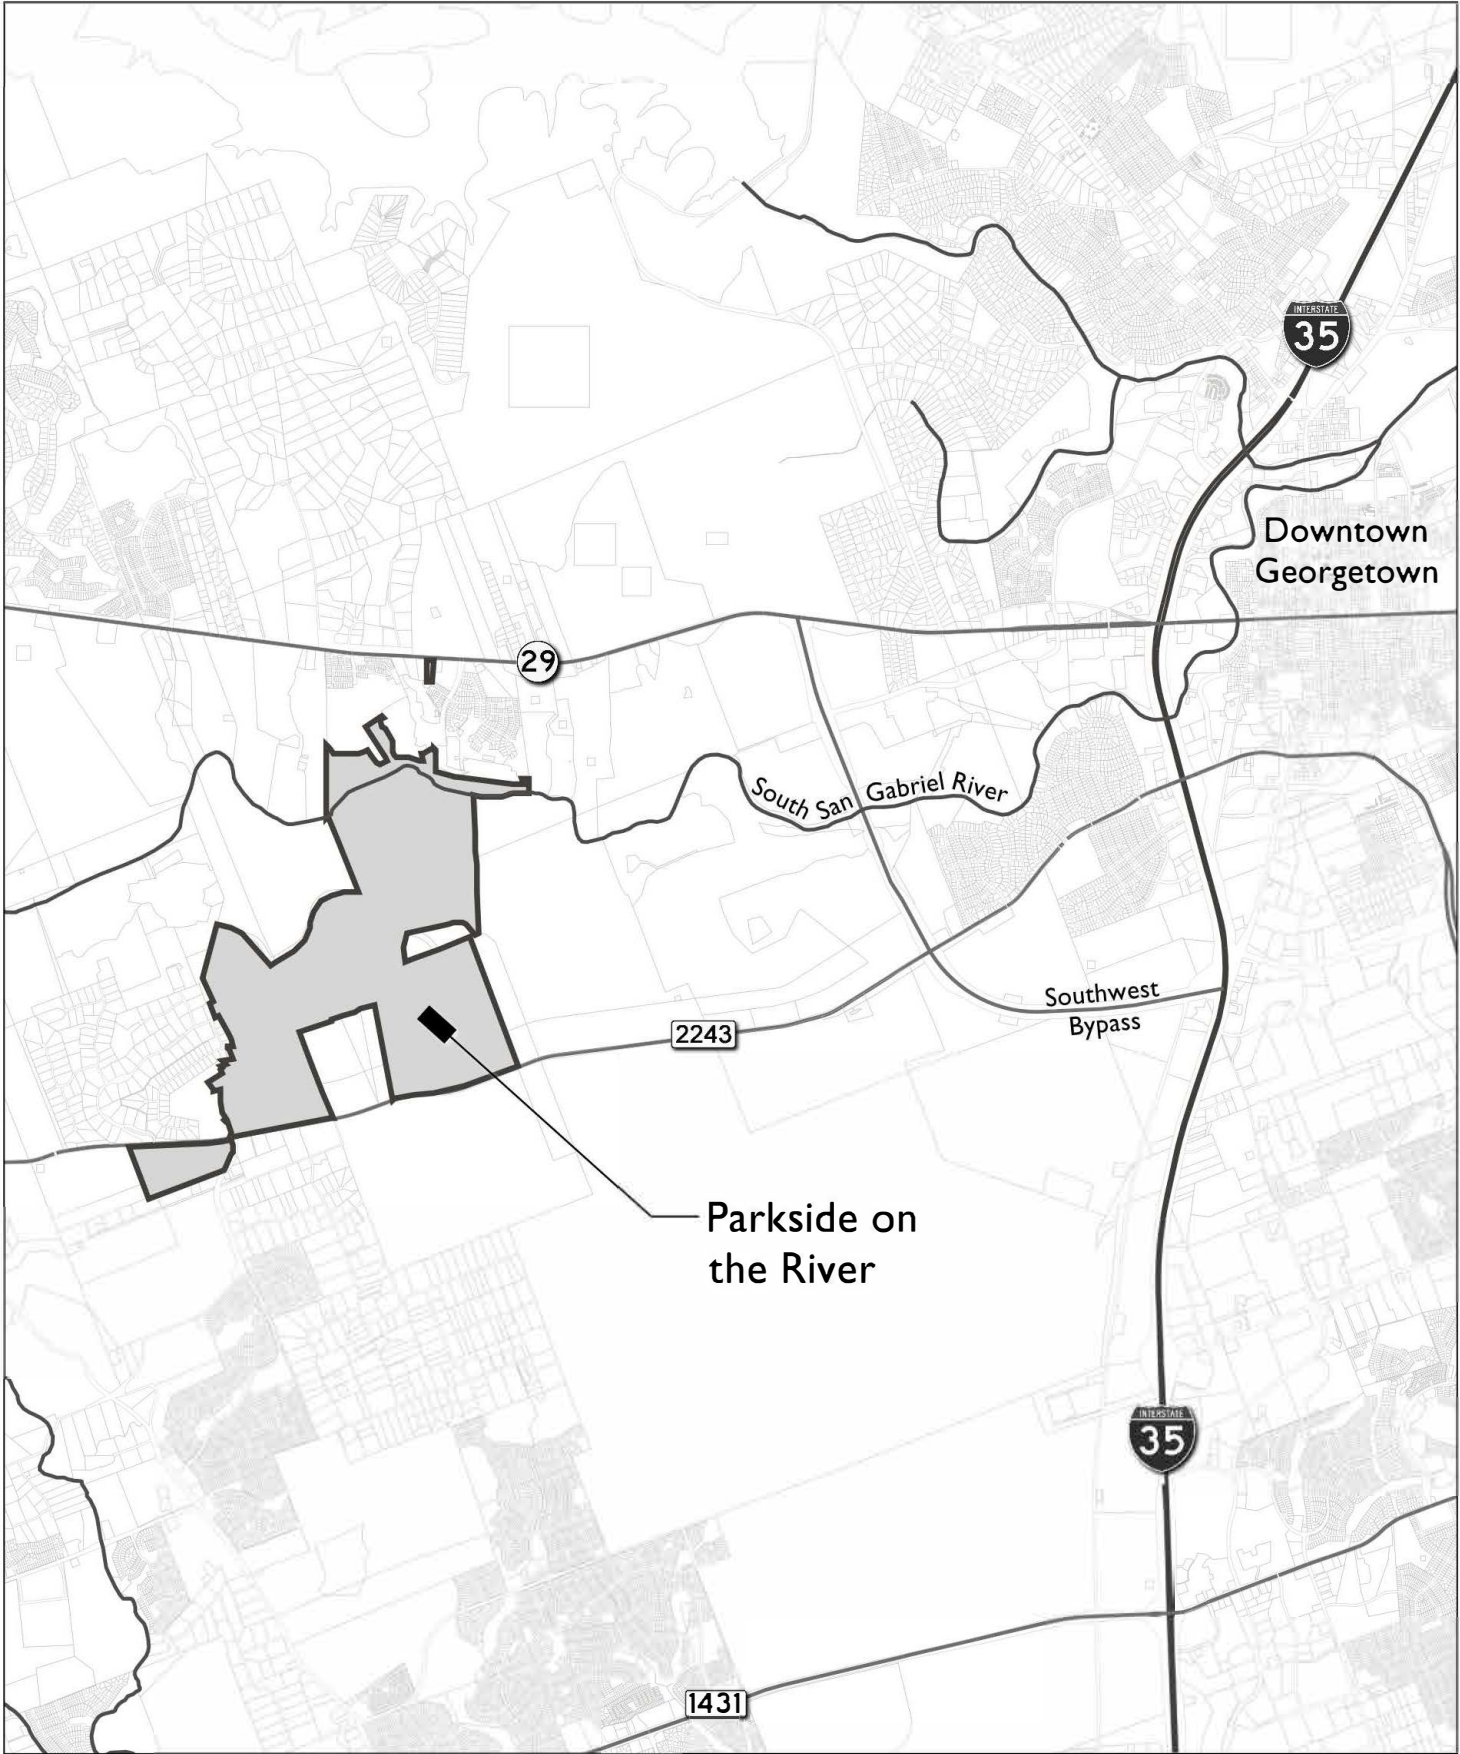 INTERSTATE
35
Downtown
Georgetown
29
South San Gabriel River
Southwest
Bypass
2243
Parkside on
the River
INTERSTATE
35
1431